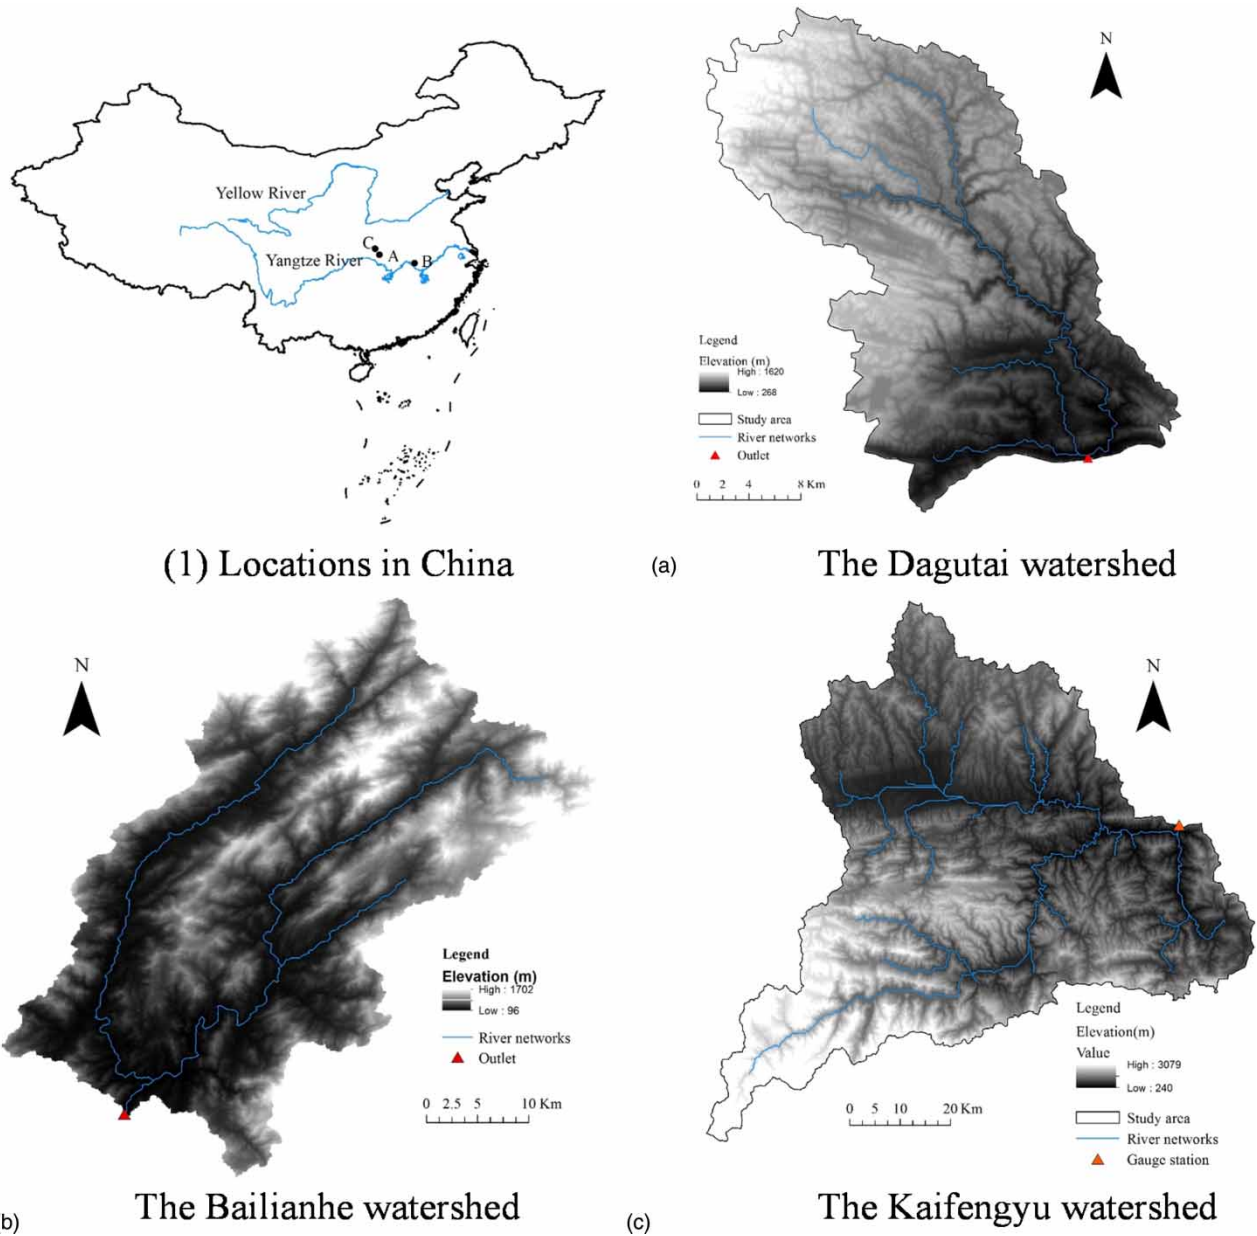 Yellow River
C
A
Yangtze River
B
(1) Locations in China
N
Legend
Elevation (m)
High : 1620
Low : 268
Study area
River networks
Outlet
0 2 4 8 Km
(a)
The Dagutai watershed
N
Legend
Elevation (m)
High : 1702
Low : 96
River networks
Outlet
0 2.5 5 10 Km
b)
The Bailianhe watershed
N
Legend
Elevation(m)
Value
High : 3079
Low : 240
0 5 10 20 Km
Study area
River networks
Gauge station
(c)
The Kaifengyu watershed